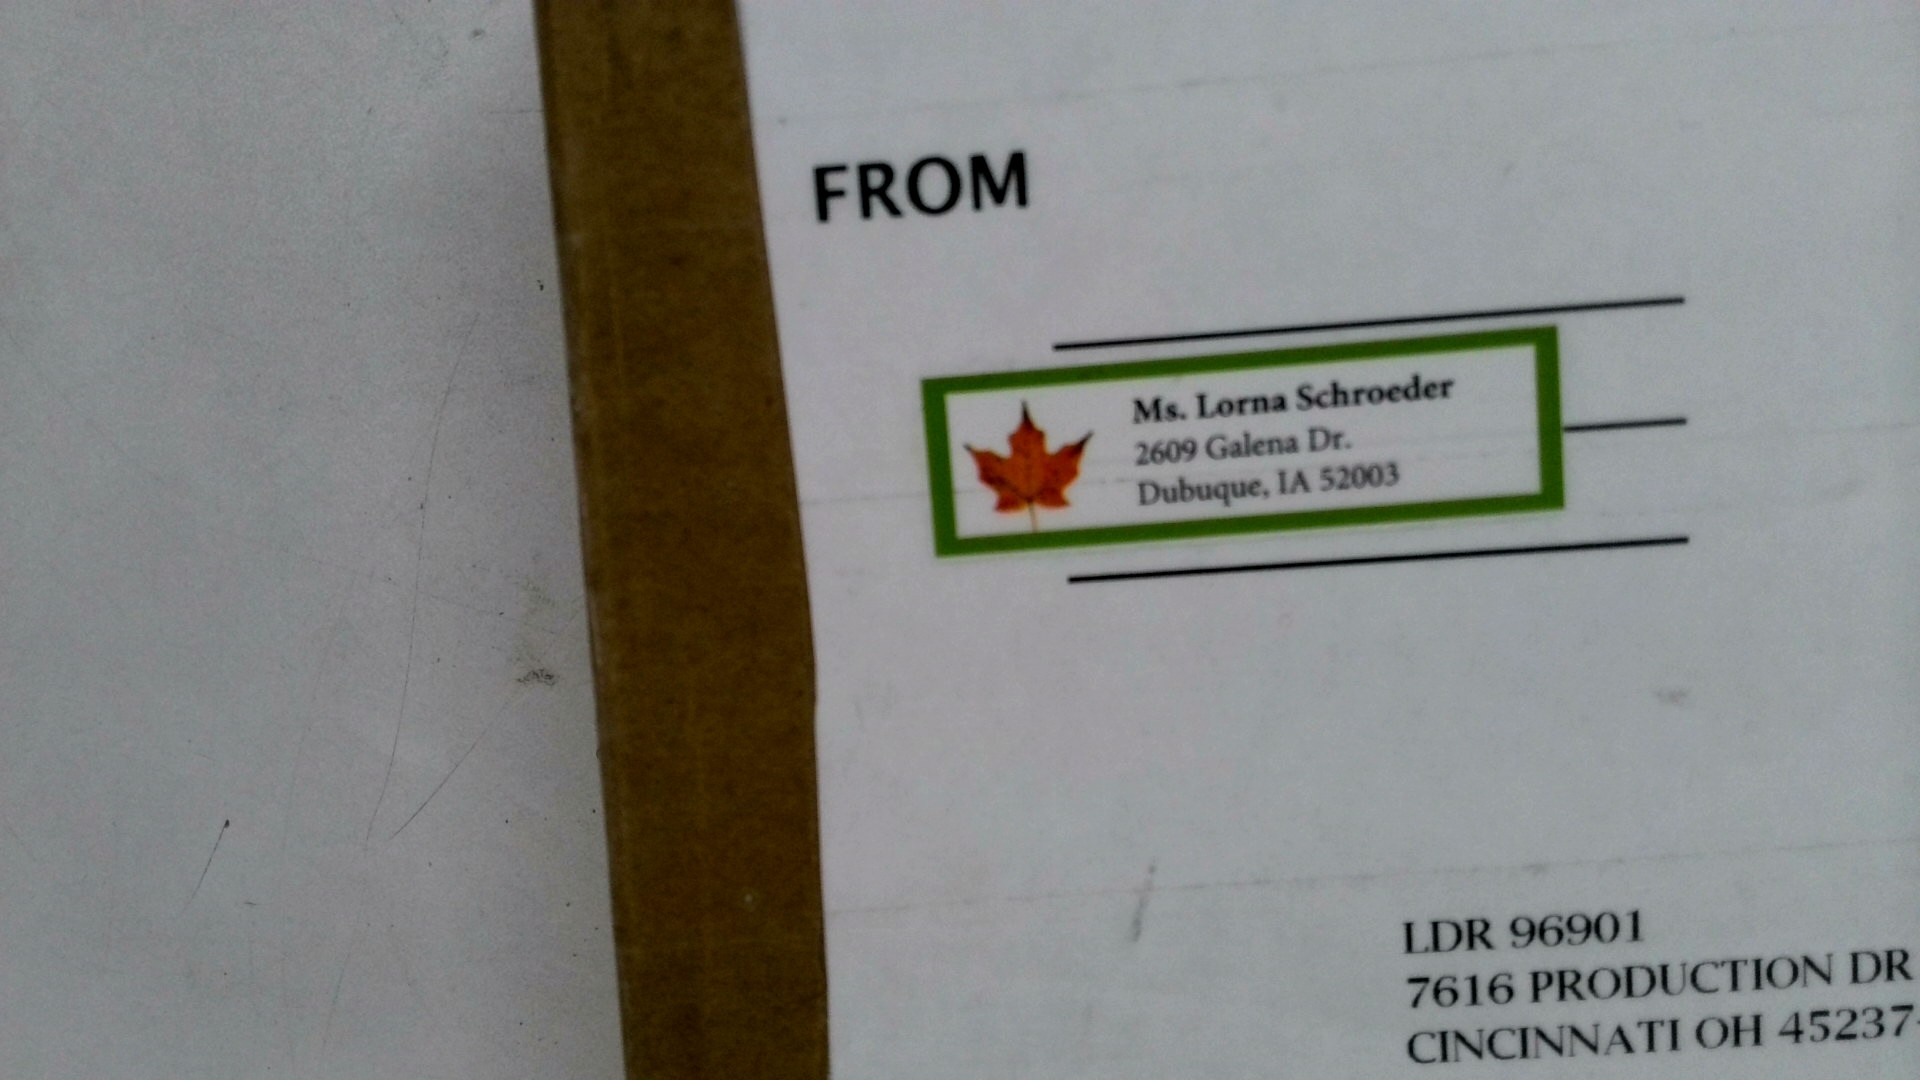 FROM
Ms. Lorna Schroeder
2609 Galena Dr.
Dubuque, IA 52003
LDR 96901
7616 PRODUCTION DR
CINCINNATI OH 45237-